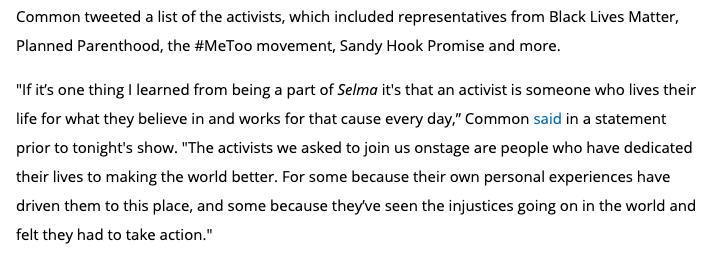 Common tweeted a list of the activists, which included representatives from Black Lives Matter,
Planned Parenthood, the #MeToo movement, Sandy Hook Promise and more.
"If it’s one thing I learned from being a part of Selma it's that an activist is someone who lives their
life for what they believe in and works for that cause every day,” Common said in a statement
prior to tonight's show. "The activists we asked to join us onstage are people who have dedicated
their lives to making the world better. For some because their own personal experiences have
driven them to this place, and some because they’ve seen the injustices going on in the world and
felt they had to take action."